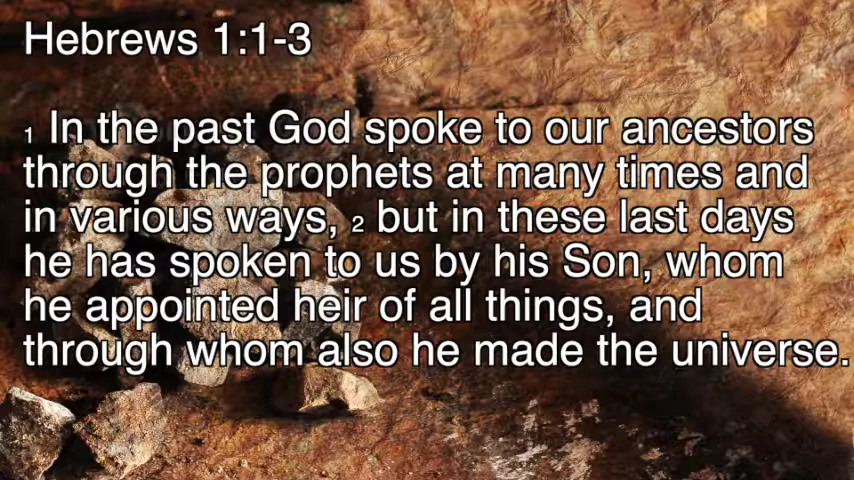 Hebrews 1:1-3
1 In the past God spoke to our ancestors
through the prophets at many times and
in various ways, 2 but in these last days
he has spoken to us by his Son, whom
he appointed heir of all things, and
through whom also he made the universe.